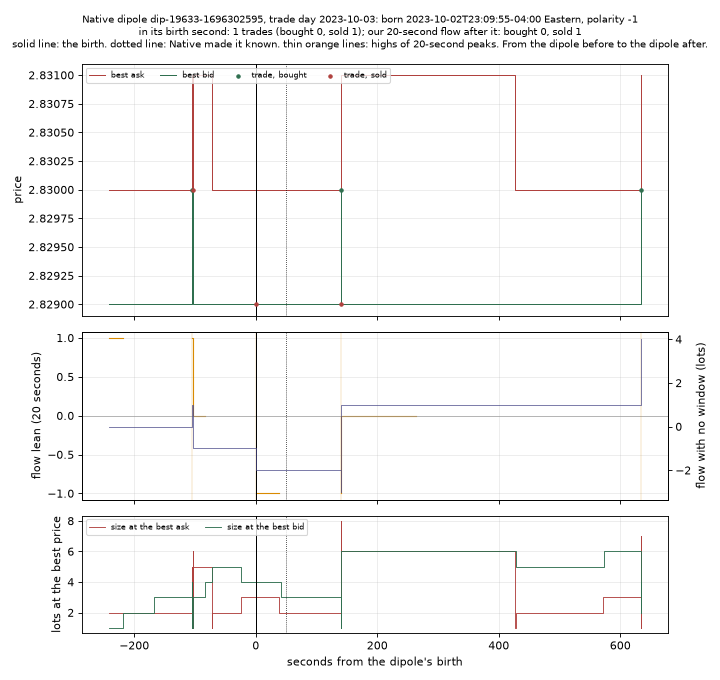 Native dipole dip-19633-1696302595, trade day 2023-10-03: born 2023-10-02T23:09:55-04:00 Eastern, polarity -1
in its birth second: 1 trades (bought 0, sold 1); our 20-second flow after it: bought 0, sold 1
solid line: the birth. dotted line: Native made it known. thin orange lines: highs of 20-second peaks. From the dipole before to the dipole after.
best ask
best bid
trade, bought
trade, sold
2.83100
2.83075
2.83050
2.83025
2.83000
2.82975
2.82950
2.82925
2.82900
price
1.0
0.5
0.0
−0.5
−1.0
flow lean (20 seconds)
4
2
0
−2
flow with no window (lots)
size at the best ask
size at the best bid
8
6
4
2
lots at the best price
−200
0
200
400
600
seconds from the dipole's birth